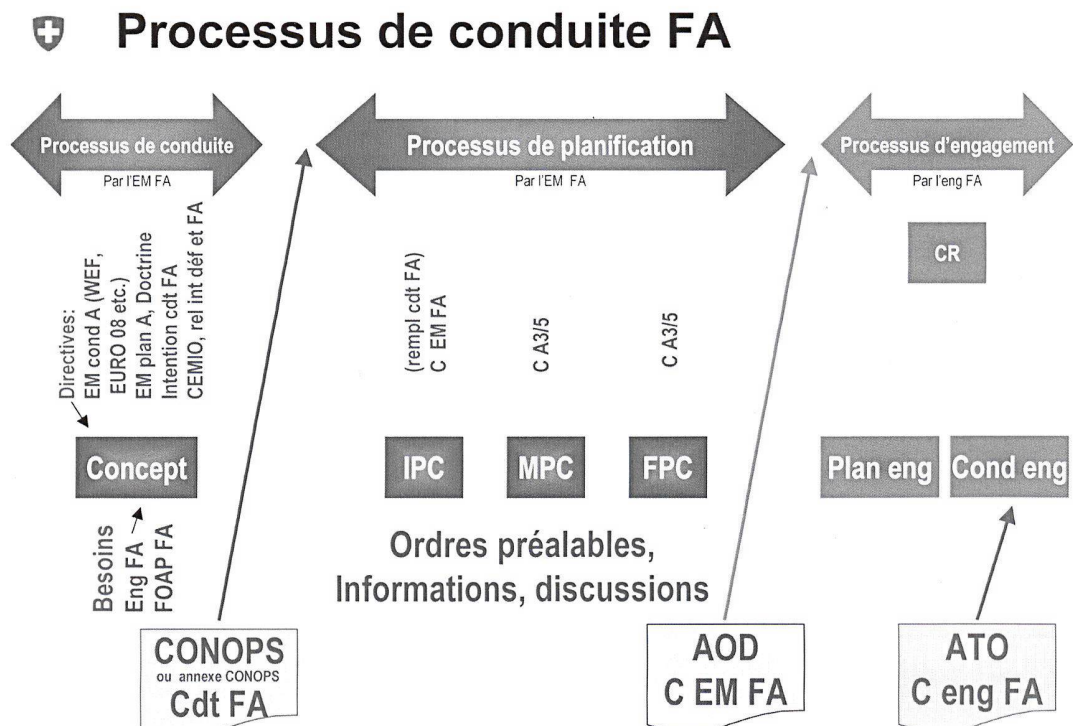 Processus de conduite FA
Processus de conduite
Par l'EM FA
Processus de planification
Par l'EM FA
Processus d'engagement
Par l'eng FA
Directives:
EM cond A (WEF,
EURO 08 etc.)
EM plan A, Doctrine
Intention cdt FA
CEMIO, rel int déf et FA
(rempl cdt FA)
C EM FA
C A3/5
C A3/5
CR
Concept
IPC
MPC
FPC
Plan eng
Cond eng
Besoins
Eng FA
FOAP FA
Ordres préalables,
Informations, discussions
CONOPS
ou annexe CONOPS
Cdt FA
AOD
C EM FA
ATO
C eng FA